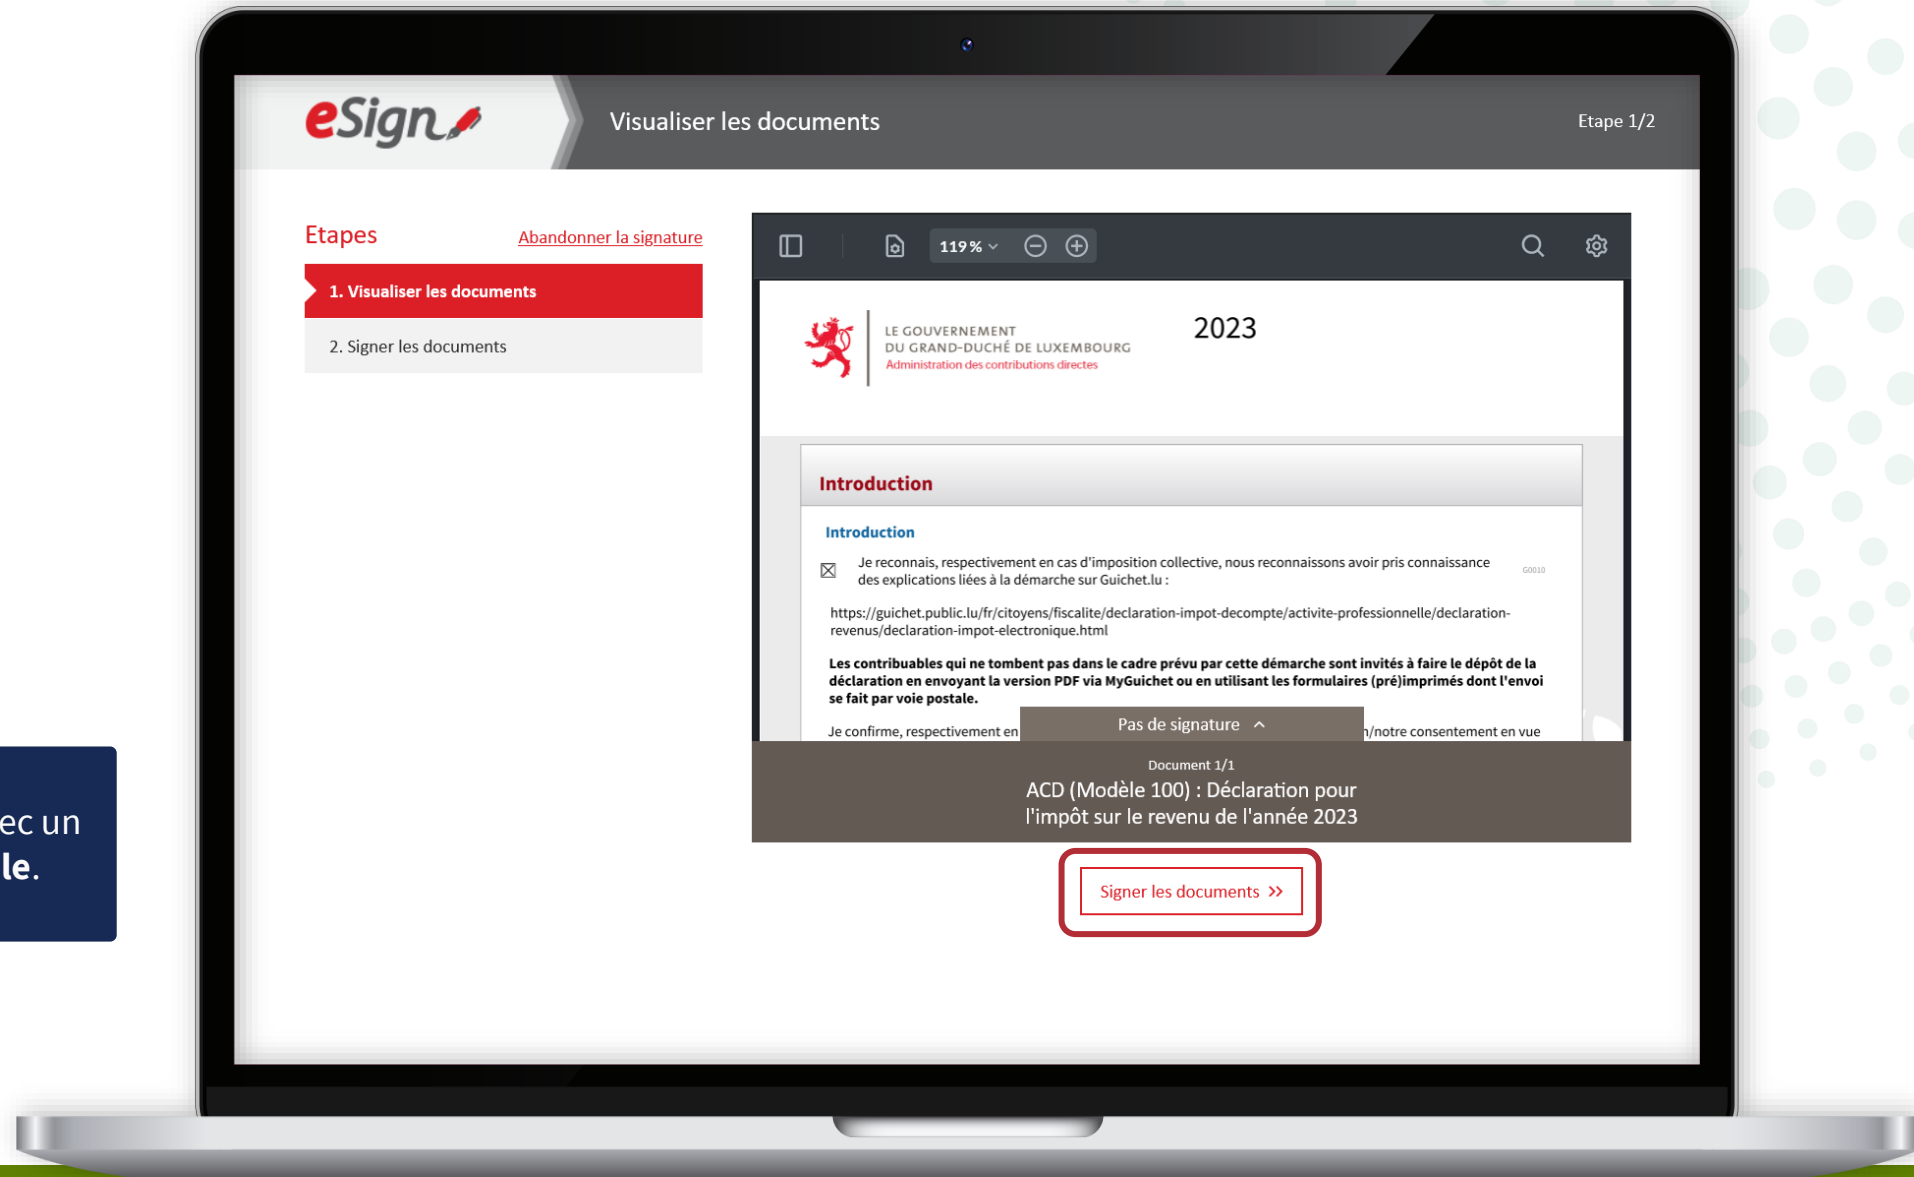 eSign
Visualiser les documents
Etape 1/2
Etapes
Abandonner la signature
1. Visualiser les documents
2. Signer les documents
119 %
LE GOUVERNEMENT
DU GRAND-DUCHÉ DE LUXEMBOURG
Administration des contributions directes
2023
Introduction
Introduction
Je reconnais, respectivement en cas d'imposition collective, nous reconnaissons avoir pris connaissance
des explications liées à la démarche sur Guichet.lu :
G0010
https://guichet.public.lu/fr/citoyens/fiscalite/declaration-impot-decompte/activite-professionnelle/declaration-
revenus/declaration-impot-electronique.html
Les contribuables qui ne tombent pas dans le cadre prévu par cette démarche sont invités à faire le dépôt de la
déclaration en envoyant la version PDF via MyGuichet ou en utilisant les formulaires (pré)imprimés dont l'envoi
se fait par voie postale.
Je confirme, respectivement en
n/notre consentement en vue
Pas de signature
Document 1/1
ACD (Modèle 100) : Déclaration pour
l'impôt sur le revenu de l'année 2023
Signer les documents >>
ec un
le.